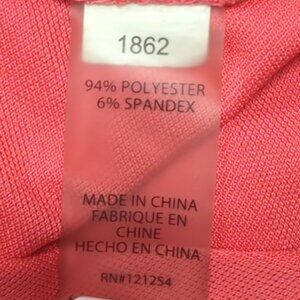 1862
94% POLYESTER
6% SPANDEX
MADE IN CHINA
FABRIQUE EN
CHINE
HECHO EN CHINA
RN#121254